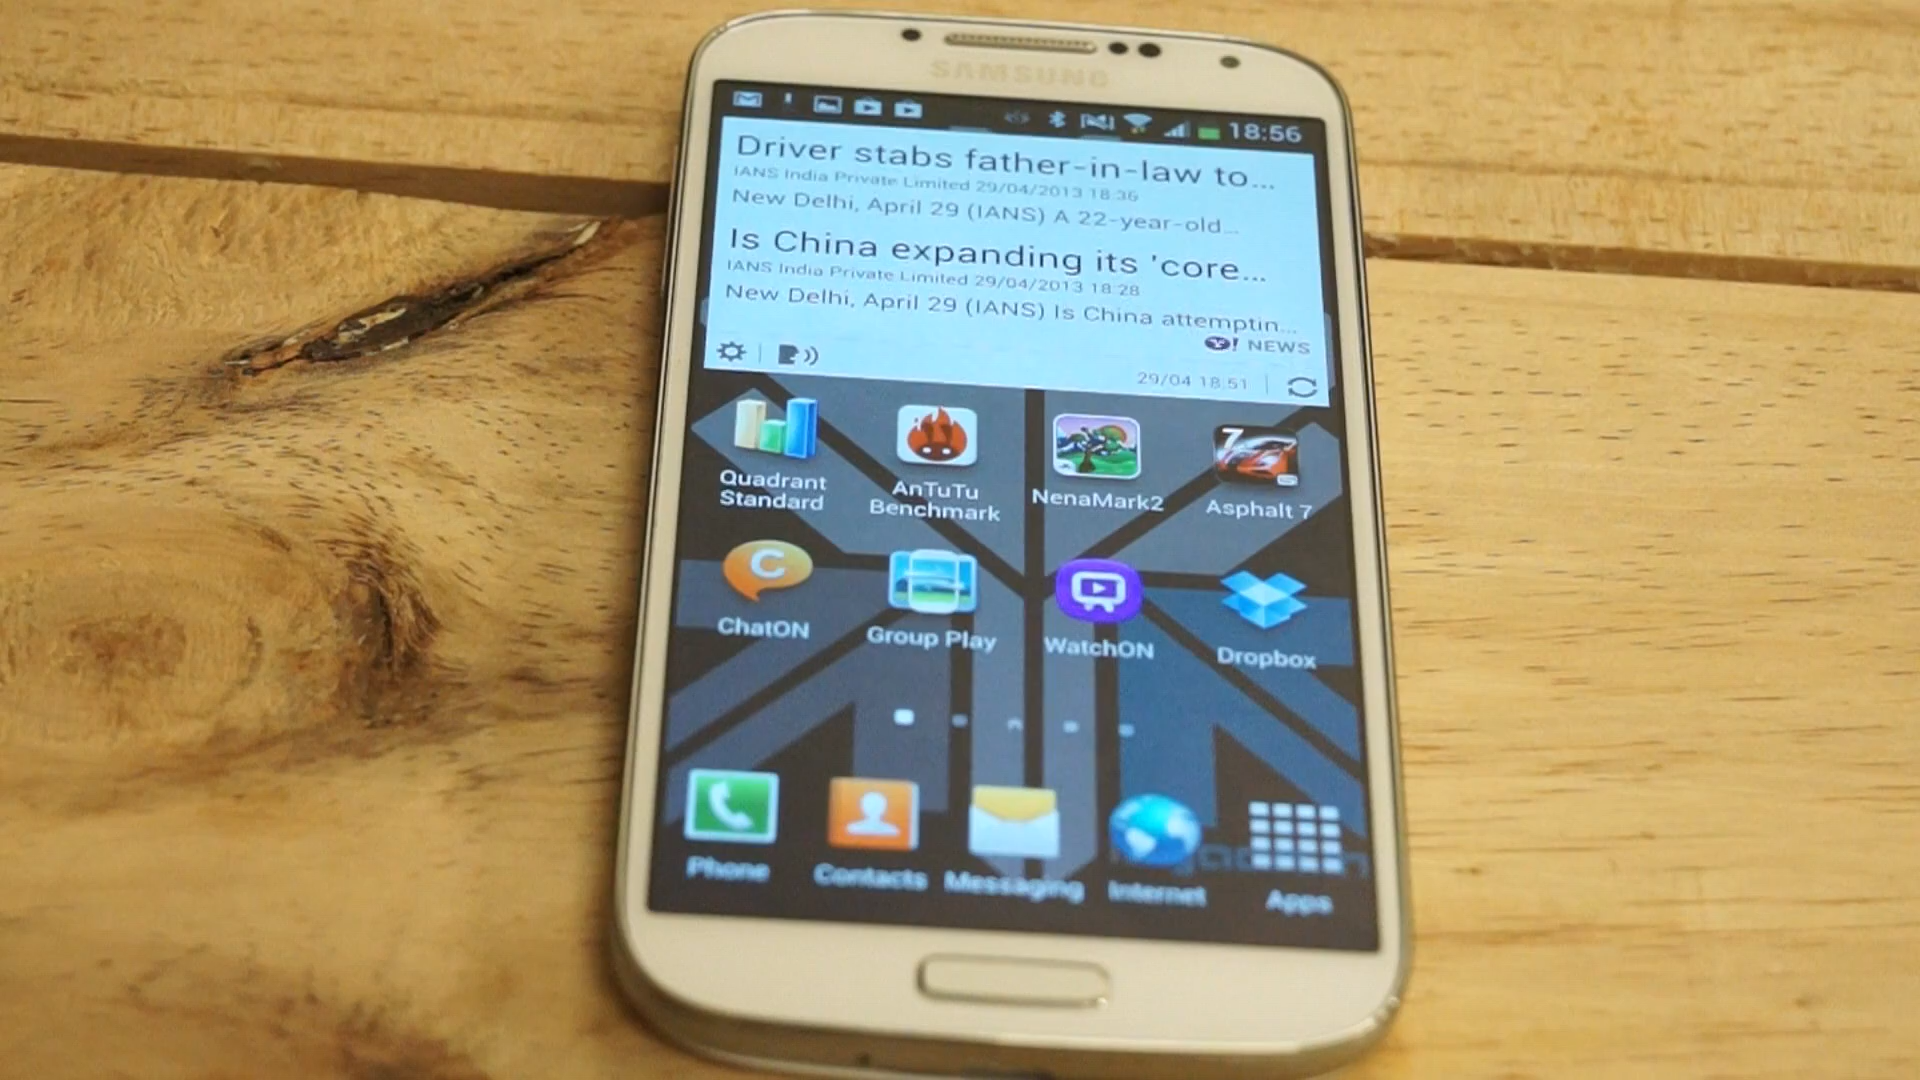 SAMSUNG
18:56
Driver stabs father-in-law to...
IANS India Private Limited 29/04/2013 18:36
New Delhi, April 29 (IANS) A 22-year-old...
Is China expanding its 'core...
IANS India Private Limited 29/04/2013 18:28
New Delhi, April 29 (IANS) Is China attemptin...
Y! NEWS
29/04 18:51
7
Quadrant Standard
AnTuTu Benchmark
NenaMark2
Asphalt 7
C
ChatON
Group Play
WatchON
Dropbox
Phone
Contacts
Messaging
Internet
Apps